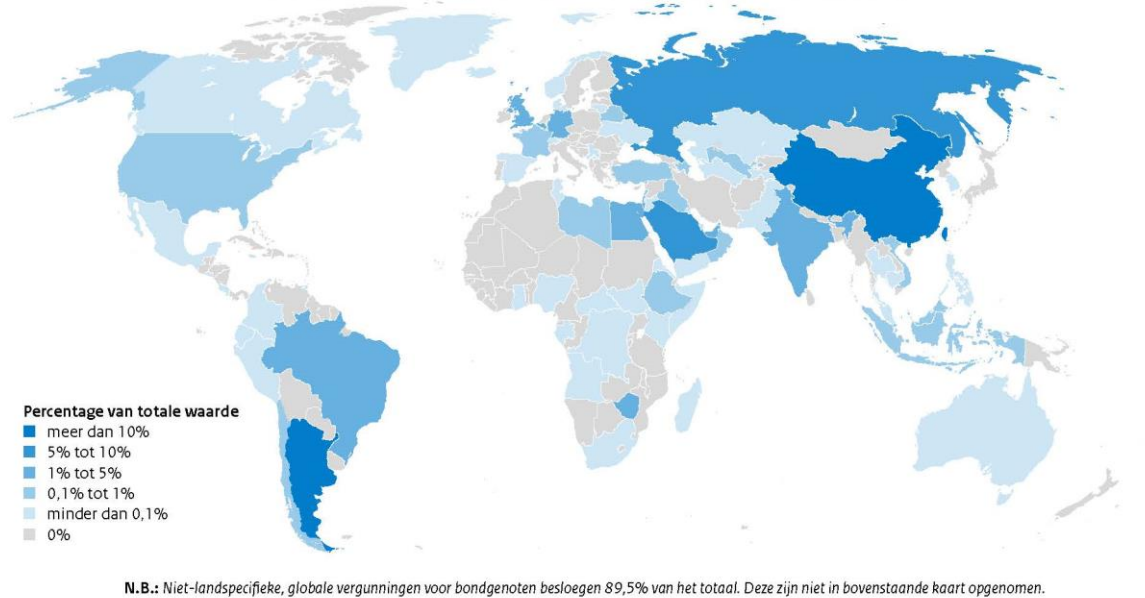 Percentage van totale waarde
meer dan 10%
5% tot 10%
1% tot 5%
0,1% tot 1%
minder dan 0,1%
0%
N.B.: Niet-landspecifieke, globale vergunningen voor bondgenoten besloegen 89,5% van het totaal. Deze zijn niet in bovenstaande kaart opgenomen.